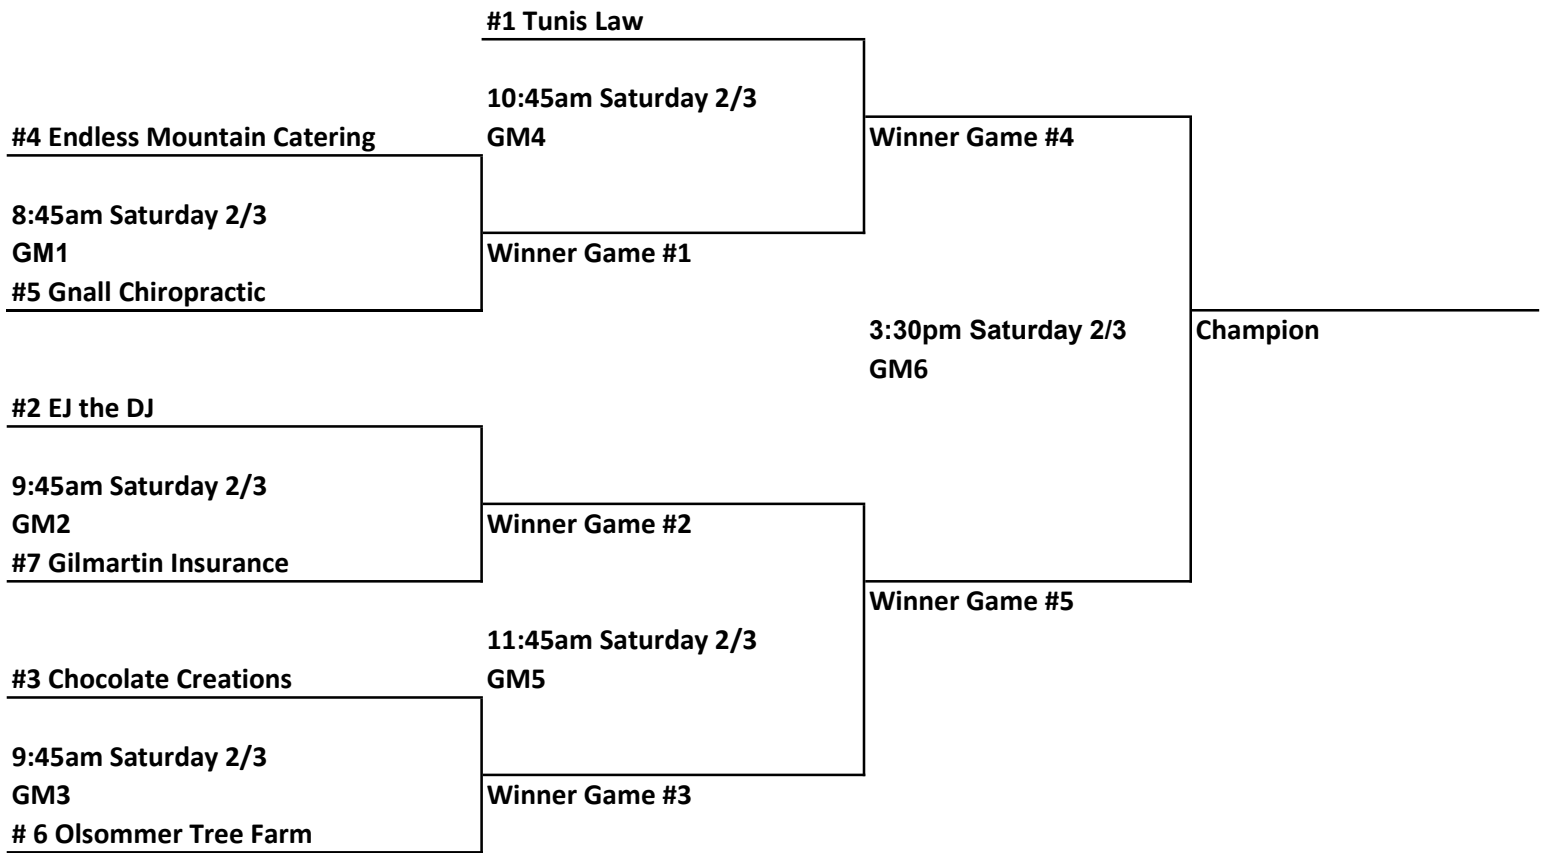 #1 Tunis Law
10:45am Saturday 2/3
#4 Endless Mountain Catering
GM4
Winner Game #4
8:45am Saturday 2/3
GM1
Winner Game #1
#5 Gnall Chiropractic
3:30pm Saturday 2/3
Champion
GM6
#2 EJ the DJ
9:45am Saturday 2/3
GM2
Winner Game #2
#7 Gilmartin Insurance
Winner Game #5
11:45am Saturday 2/3
#3 Chocolate Creations
GM5
9:45am Saturday 2/3
GM3
Winner Game #3
# 6 Olsommer Tree Farm